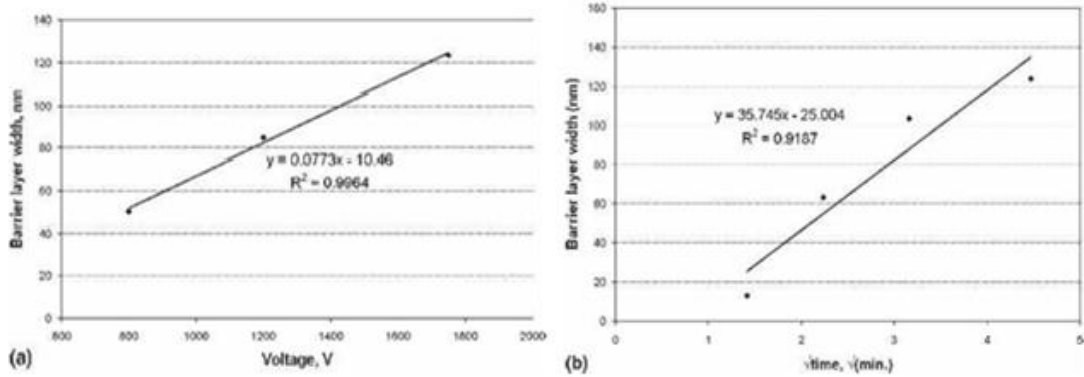 140
120
100
80
60
40
20
0
Barrier layer width, nm
y = 0.0773x - 10.46
R² = 0.9964
600 800 1000 1200 1400 1600 1800 2000
Voltage, V
(a)
160
140
120
100
80
60
40
20
0
Barrier layer width (nm)
y = 35.745x - 25.004
R² = 0.9187
0 1 2 3 4 5
√time, √(min.)
(b)